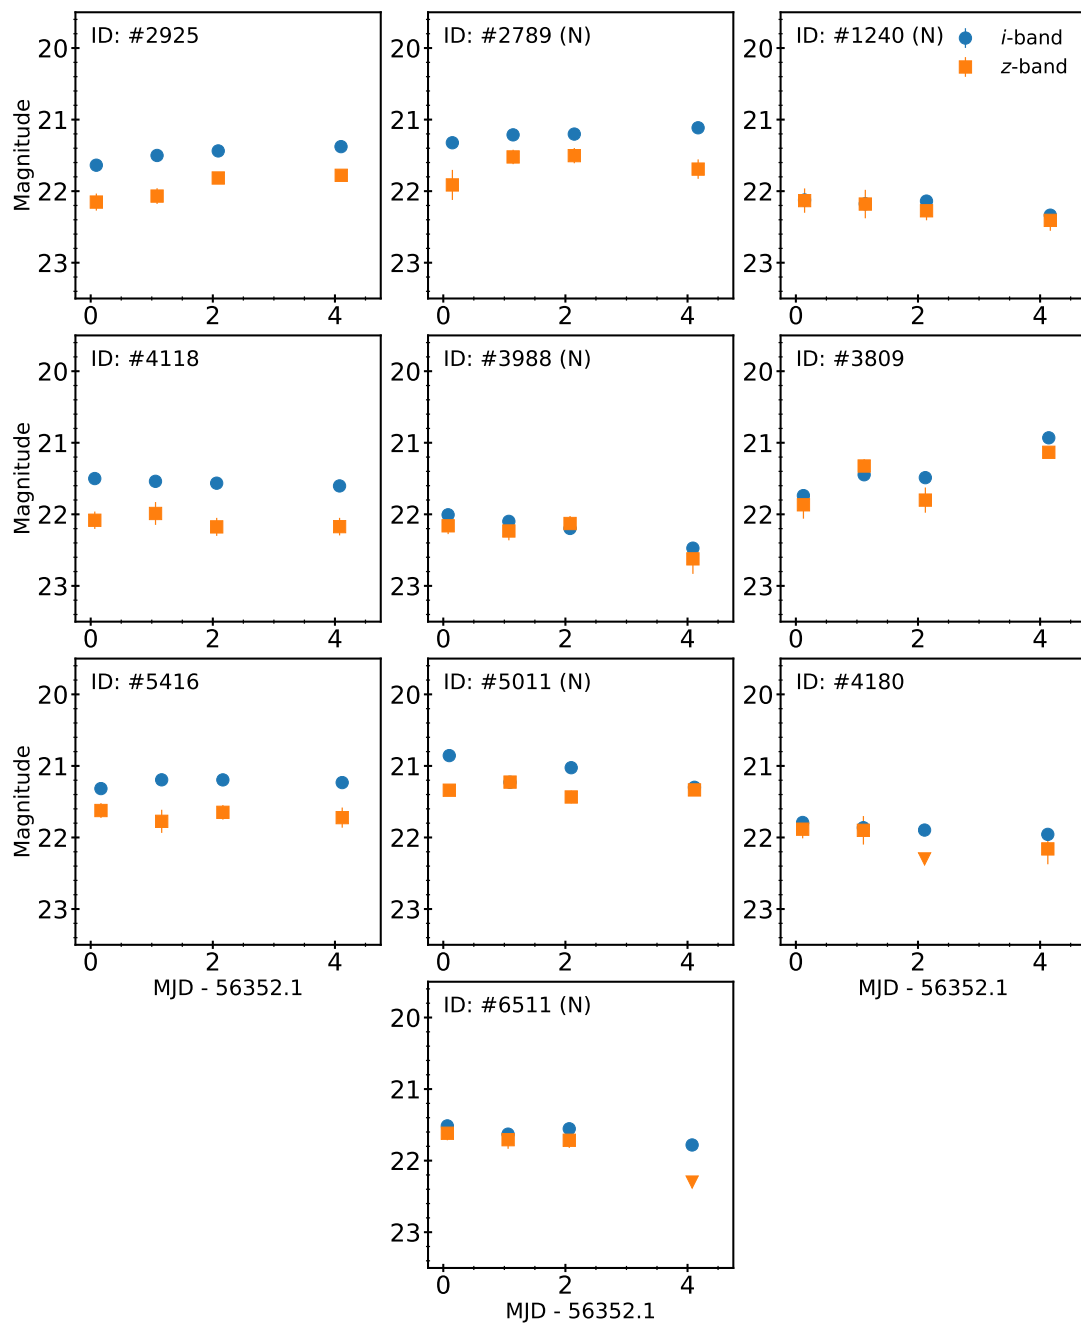 ID: #2925
ID: #2789 (N)
ID: #1240 (N)
i-band
z-band
20
21
22
23
Magnitude
0 2 4
20
21
22
23
0 2 4
20
21
22
23
0 2 4
ID: #4118
ID: #3988 (N)
ID: #3809
20
21
22
23
Magnitude
0 2 4
20
21
22
23
0 2 4
20
21
22
23
0 2 4
ID: #5416
ID: #5011 (N)
ID: #4180
20
21
22
23
Magnitude
0 2 4
MJD - 56352.1
20
21
22
23
0 2 4
20
21
22
23
0 2 4
MJD - 56352.1
ID: #6511 (N)
20
21
22
23
0 2 4
MJD - 56352.1